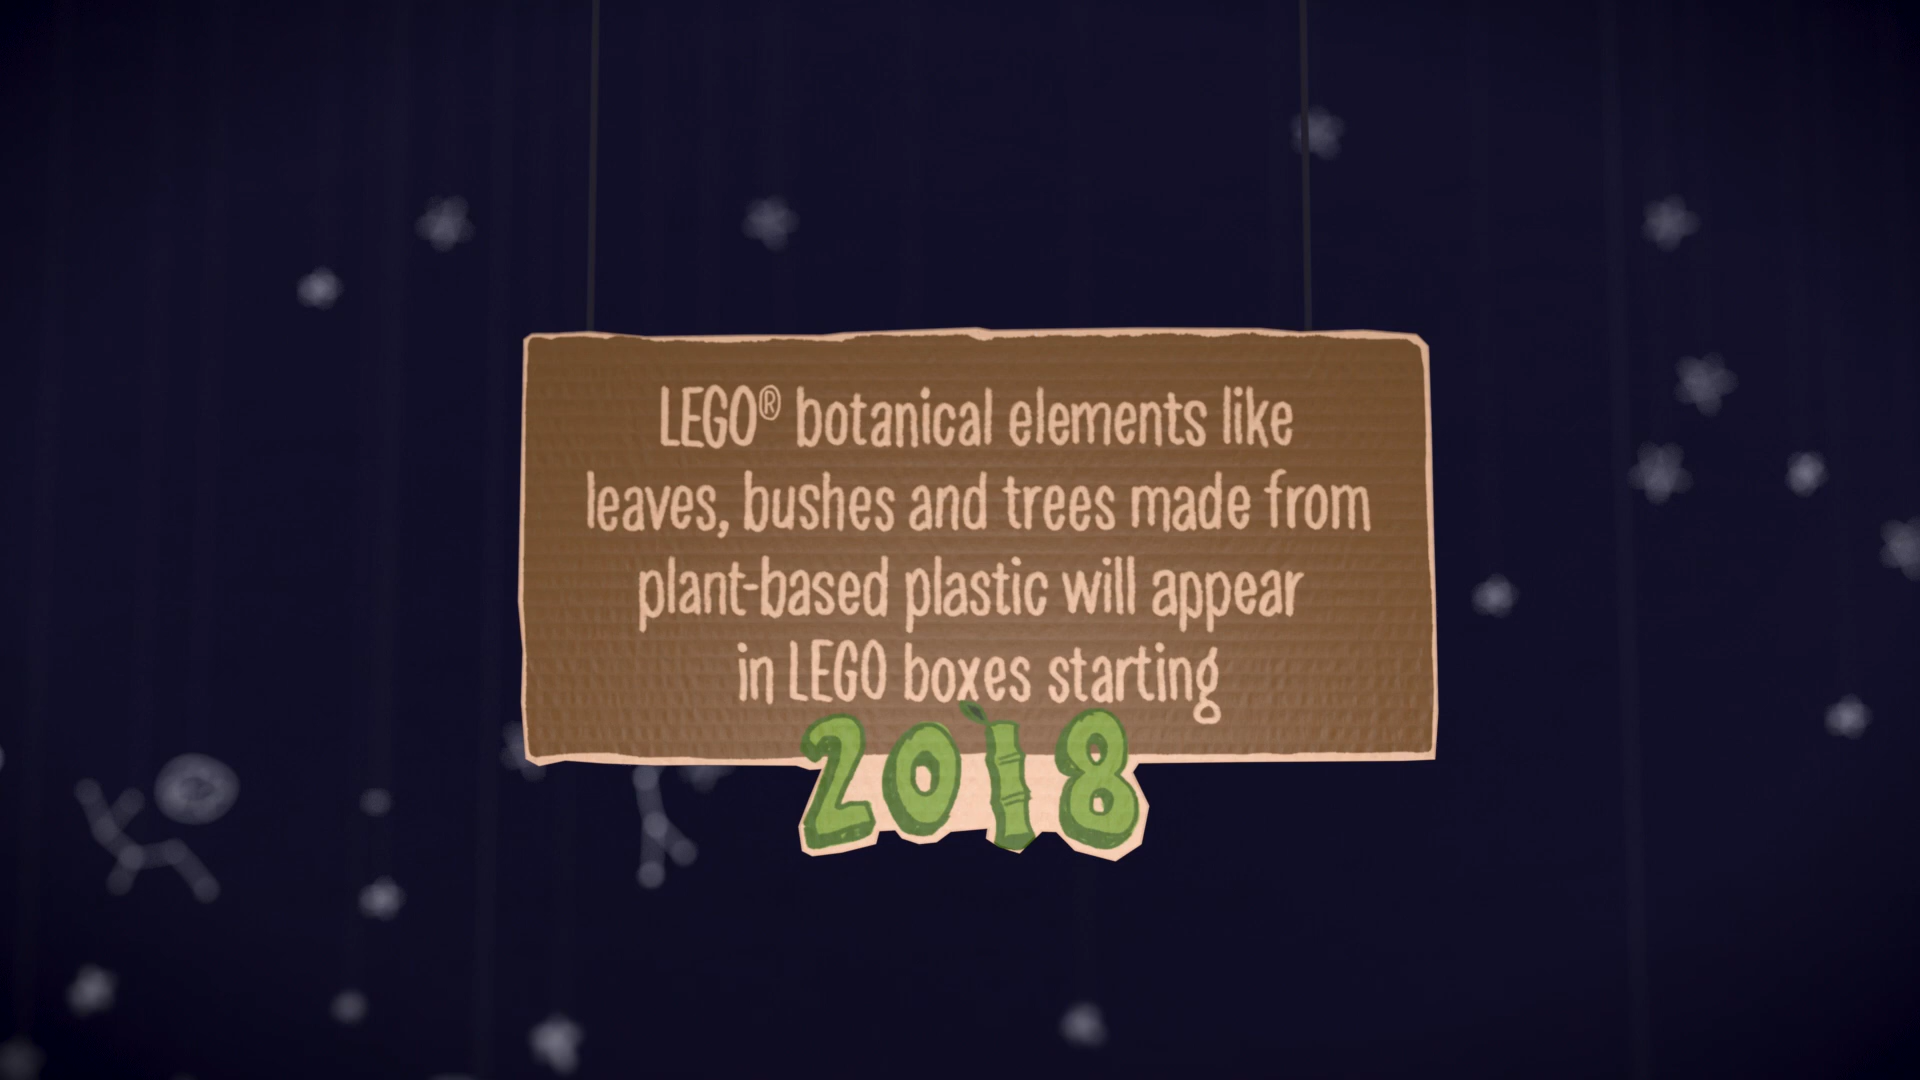 LEGO® botanical elements like
leaves, bushes and trees made from
plant-based plastic will appear
in LEGO boxes starting
2018